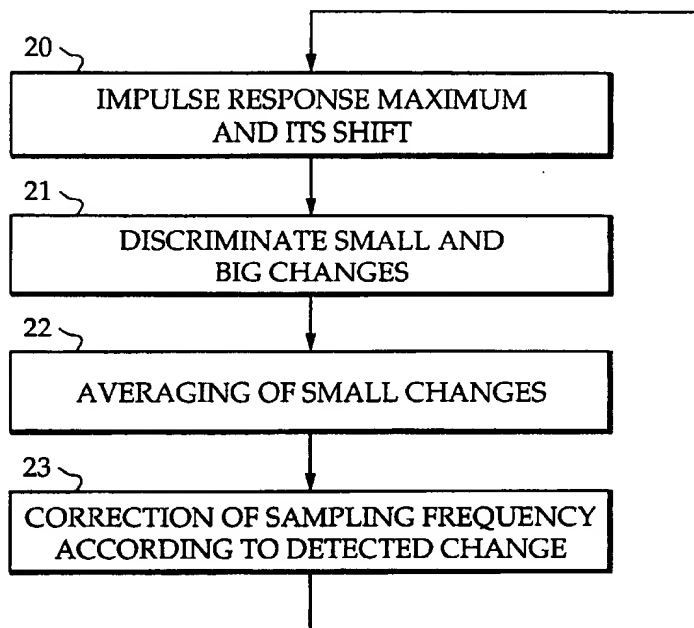 20
IMPULSE RESPONSE MAXIMUM
AND ITS SHIFT
21
DISCRIMINATE SMALL AND
BIG CHANGES
22
AVERAGING OF SMALL CHANGES
23
CORRECTION OF SAMPLING FREQUENCY
ACCORDING TO DETECTED CHANGE